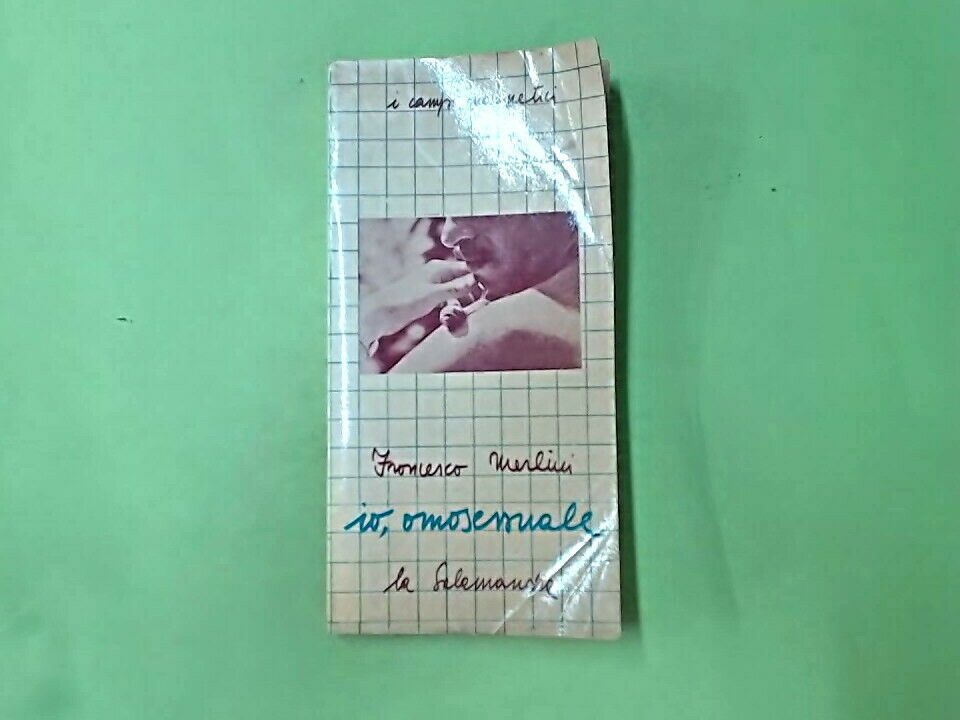 i campi magnetici
Francesco Merlini
io, omosessuale
la Salamandra